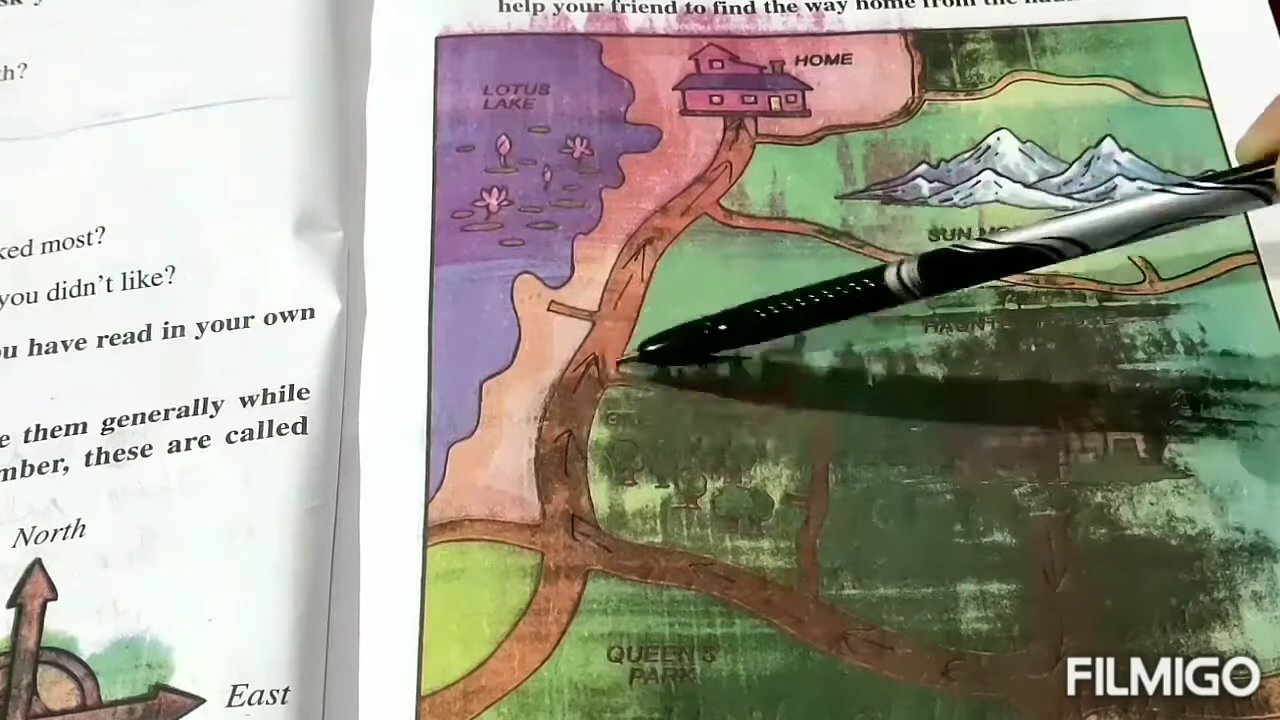 help your friend to find the way home from the
th?
ked most?
you didn't like?
u have read in your own
e them generally while
mber, these are called
North
East
HOME
LOTUS
LAKE
SUN
QUEEN'S
PARK
FILMIGO